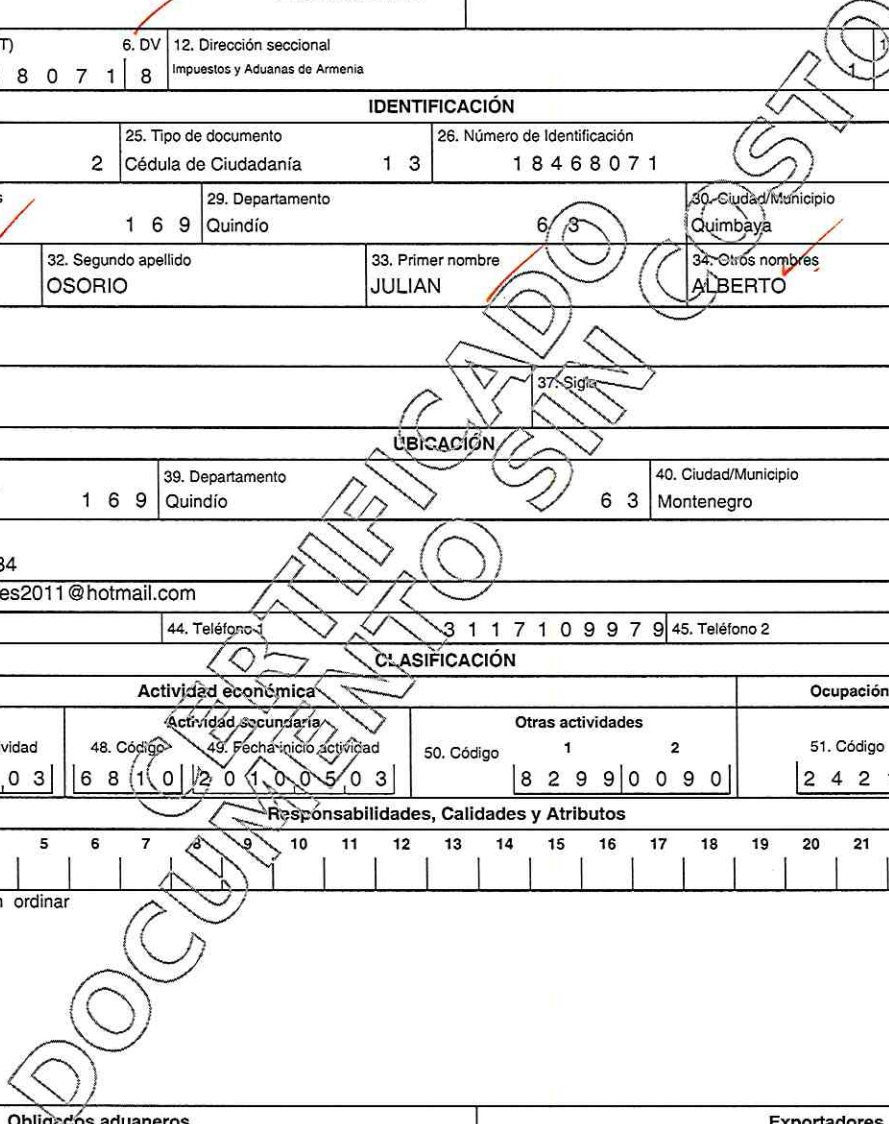 T) 6. DV 12. Dirección seccional
8 0 7 1 8 Impuestos y Aduanas de Armenia 1
IDENTIFICACIÓN
25. Tipo de documento 26. Número de Identificación
2 Cédula de Ciudadanía 1 3 1 8 4 6 8 0 7 1
29. Departamento 30. Ciudad/Municipio
1 6 9 Quindío 6 3 Quimbaya
32. Segundo apellido 33. Primer nombre 34. Otros nombres
OSORIO JULIAN ALBERTO
37. Sigla
UBICACIÓN
39. Departamento 40. Ciudad/Municipio
1 6 9 Quindío 6 3 Montenegro
34
es2011@hotmail.com
44. Teléfono 1 3 1 1 7 1 0 9 9 7 9 45. Teléfono 2
CLASIFICACIÓN
Actividad económica Ocupación
Actividad secundaria Otras actividades
vidad 48. Código 49. Fecha inicio actividad 50. Código 1 2 51. Código
0 3 6 8 1 0 2 0 1 0 0 5 0 3 8 2 9 9 0 0 9 0 2 4 2 1
Responsabilidades, Calidades y Atributos
5 6 7 8 9 10 11 12 13 14 15 16 17 18 19 20 21
n ordinar
Obligados aduaneros Exportadores
CERTIFICADO
DOCUMENTO SIN COSTO